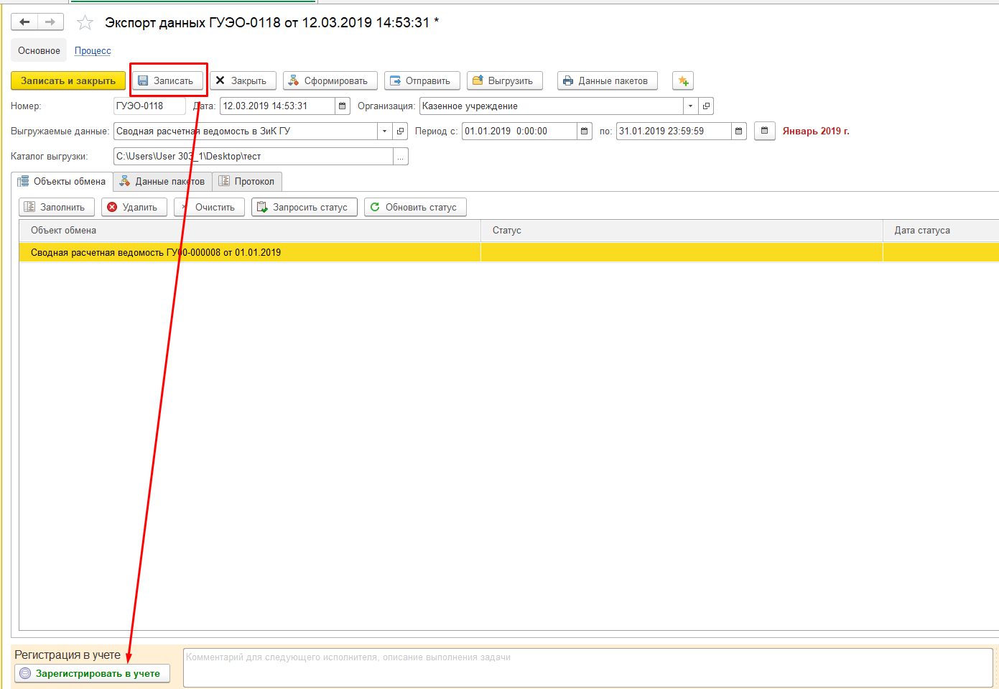 Экспорт данных ГУЭО-0118 от 12.03.2019 14:53:31 *
Основное Процесс
Записать и закрыть Записать Закрыть Сформировать Отправить Выгрузить Данные пакетов
Номер: ГУЭО-0118 Дата: 12.03.2019 14:53:31 Организация: Казенное учреждение
Выгружаемые данные: Сводная расчетная ведомость в ЗиК ГУ Период с: 01.01.2019 0:00:00 по: 31.01.2019 23:59:59 Январь 2019 г.
Каталог выгрузки: C:\Users\User 303_1\Desktop\тест ...
Объекты обмена Данные пакетов Протокол
Заполнить Удалить Очистить Запросить статус Обновить статус
Объект обмена Статус Дата статуса
Сводная расчетная ведомость ГУ00-000008 от 01.01.2019
Регистрация в учете
Комментарий для следующего исполнителя, описание выполнения задачи
Зарегистрировать в учете